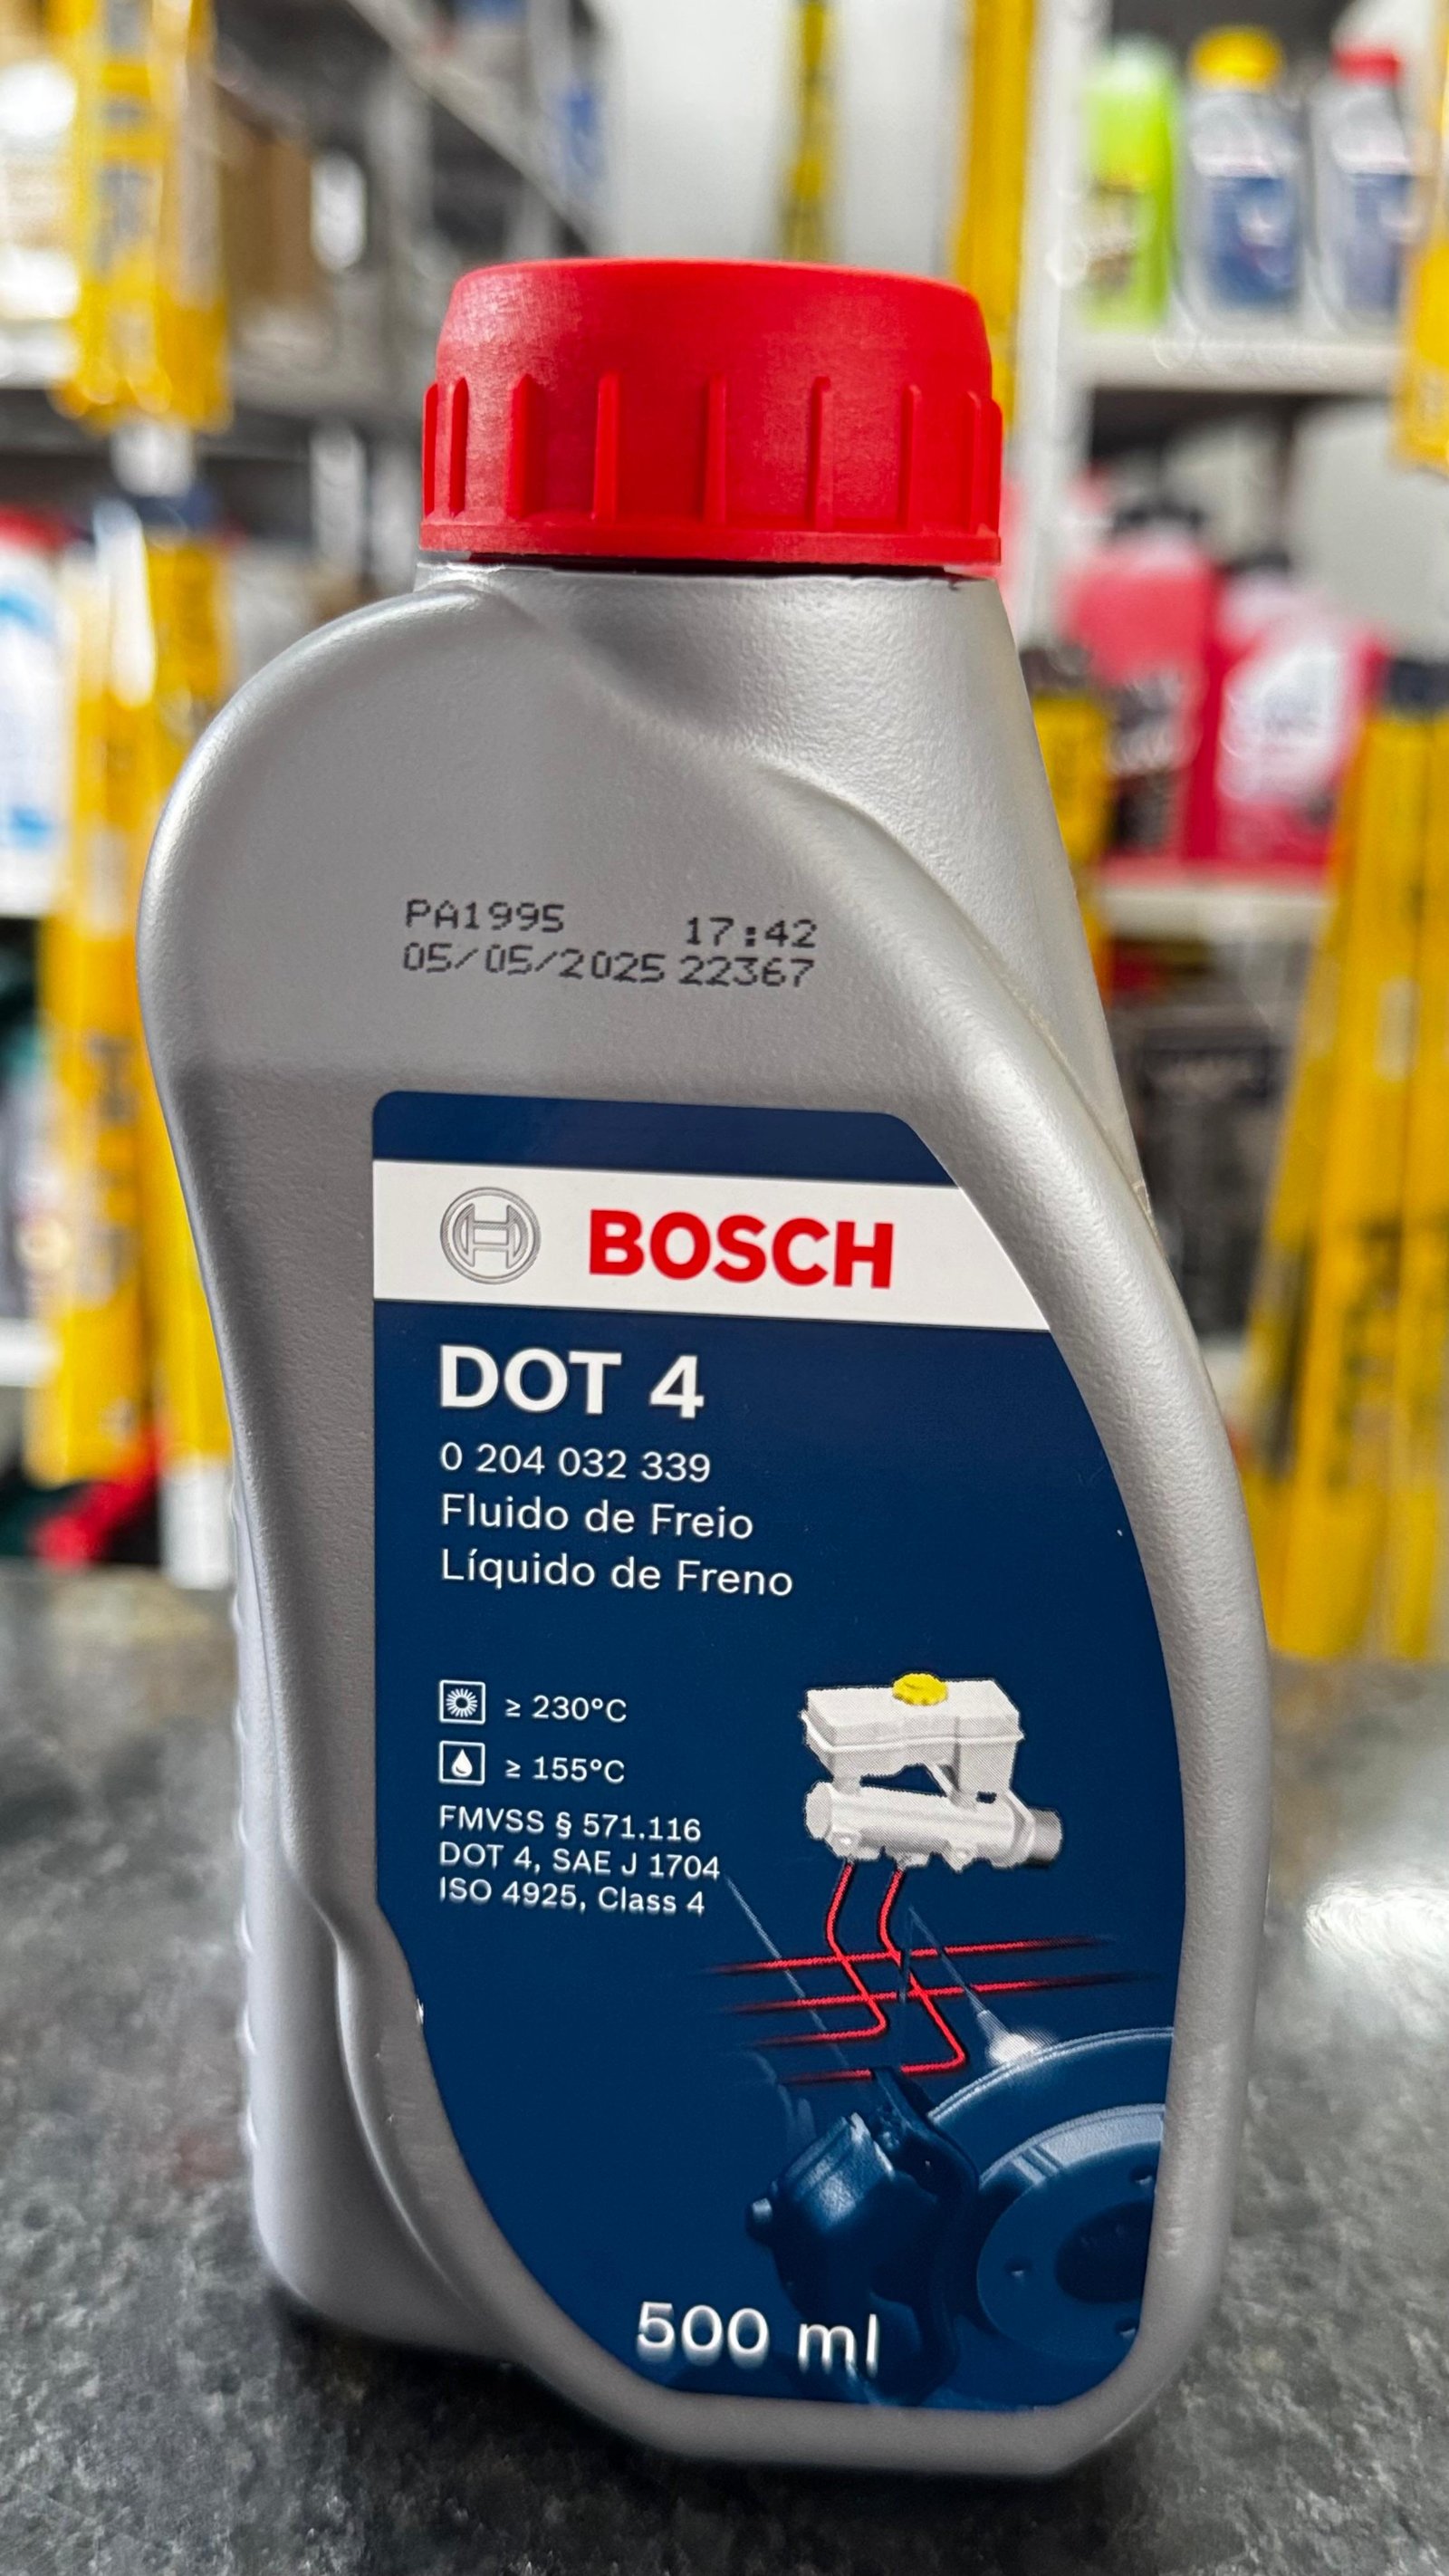 PA1995 17:42
05/05/2025 22367
BOSCH
DOT 4
0 204 032 339
Fluido de Freio
Líquido de Freno
≥ 230°C
≥ 155°C
FMVSS § 571.116
DOT 4, SAE J 1704
ISO 4925, Class 4
500 ml